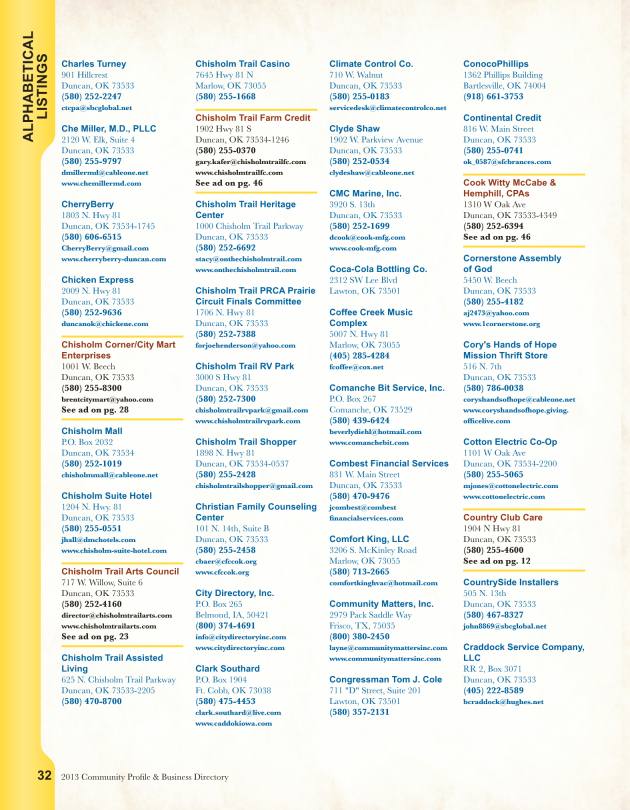 ALPHABETICAL
LISTINGS
Charles Turney
901 Hillcrest
Duncan, OK 73533
(580) 252-2247
ctcpa@sbcglobal.net
Che Miller, M.D., PLLC
2120 W. Elk, Suite 4
Duncan, OK 73533
(580) 255-9797
dmillermd@cableone.net
www.chemillermd.com
CherryBerry
1803 N. Hwy 81
Duncan, OK 73534-1745
(580) 606-6515
CherryBerry@gmail.com
www.cherryberry-duncan.com
Chicken Express
2009 N. Hwy 81
Duncan, OK 73533
(580) 252-9636
duncanok@chickene.com
Chisholm Corner/City Mart
Enterprises
1001 W. Beech
Duncan, OK 73533
(580) 255-8300
brentcitymart@yahoo.com
See ad on pg. 28
Chisholm Mall
P.O. Box 2032
Duncan, OK 73534
(580) 252-1019
chisholmmall@cableone.net
Chisholm Suite Hotel
1204 N. Hwy. 81
Duncan, OK 73533
(580) 255-0551
jhall@dmchotels.com
www.chisholm-suite-hotel.com
Chisholm Trail Arts Council
717 W. Willow, Suite 6
Duncan, OK 73533
(580) 252-4160
director@chisholmtrailarts.com
www.chisholmtrailarts.com
See ad on pg. 23
Chisholm Trail Assisted
Living
625 N. Chisholm Trail Parkway
Duncan, OK 73533-2205
(580) 470-8700
Chisholm Trail Casino
7645 Hwy 81 N
Marlow, OK 73055
(580) 255-1668
Chisholm Trail Farm Credit
1902 Hwy 81 S
Duncan, OK 73534-1246
(580) 255-0370
gary.kafer@chisholmtrailfc.com
www.chisholmtrailfc.com
See ad on pg. 46
Chisholm Trail Heritage
Center
1000 Chisholm Trail Parkway
Duncan, OK 73533
(580) 252-6692
stacy@onthechisholmtrail.com
www.onthechisholmtrail.com
Chisholm Trail PRCA Prairie
Circuit Finals Committee
1706 N. Hwy 81
Duncan, OK 73533
(580) 252-7388
forjoehenderson@yahoo.com
Chisholm Trail RV Park
3000 S Hwy 81
Duncan, OK 73533
(580) 252-7300
chisholmtrailrvpark@gmail.com
www.chisholmtrailrvpark.com
Chisholm Trail Shopper
1898 N. Hwy 81
Duncan, OK 73534-0537
(580) 255-2428
chisholmtrailshopper@gmail.com
Christian Family Counseling
Center
101 N. 14th, Suite B
Duncan, OK 73533
(580) 255-2458
cbaer@cfccok.org
www.cfccok.org
City Directory, Inc.
P.O. Box 265
Belmond, IA, 50421
(800) 374-4691
info@citydirectoryinc.com
www.citydirectoryinc.com
Clark Southard
P.O. Box 1904
Ft. Cobb, OK 73038
(580) 475-4453
clark.southard@live.com
www.caddokiowa.com
Climate Control Co.
710 W. Walnut
Duncan, OK 73533
(580) 255-0183
servicedesk@climatecontrolco.net
Clyde Shaw
1902 W. Parkview Avenue
Duncan, OK 73533
(580) 252-0534
clydeshaw@cableone.net
CMC Marine, Inc.
3920 S. 13th
Duncan, OK 73533
(580) 252-1699
dcook@cook-mfg.com
www.cook-mfg.com
Coca-Cola Bottling Co.
2312 SW Lee Blvd
Lawton, OK 73501
Coffee Creek Music
Complex
5007 N. Hwy 81
Marlow, OK 73055
(405) 285-4284
fcoffee@cox.net
Comanche Bit Service, Inc.
P.O. Box 267
Comanche, OK 73529
(580) 439-6424
beverlydiehl@hotmail.com
www.comanchebit.com
Combest Financial Services
831 W. Main Street
Duncan, OK 73533
(580) 470-9476
jcombest@combest
financialservices.com
Comfort King, LLC
3206 S. McKinley Road
Marlow, OK 73055
(580) 713-2665
comfortkinghvac@hotmail.com
Community Matters, Inc.
2979 Pack Saddle Way
Frisco, TX, 75035
(800) 380-2450
layne@communitymattersinc.com
www.communitymattersinc.com
Congressman Tom J. Cole
711 "D" Street, Suite 201
Lawton, OK 73501
(580) 357-2131
ConocoPhillips
1362 Phillips Building
Bartlesville, OK 74004
(918) 661-3753
Continental Credit
816 W. Main Street
Duncan, OK 73533
(580) 255-0741
ok_0587@sfcbrances.com
Cook Witty McCabe &
Hemphill, CPAs
1310 W Oak Ave
Duncan, OK 73533-4349
(580) 252-6394
See ad on pg. 46
Cornerstone Assembly
of God
5450 W. Beech
Duncan, OK 73533
(580) 255-4182
aj2473@yahoo.com
www.1cornerstone.org
Cory's Hands of Hope
Mission Thrift Store
516 N. 7th
Duncan, OK 73533
(580) 786-0038
coryshandsofhope@cableone.net
www.coryshandsofhope.giving.
officelive.com
Cotton Electric Co-Op
1101 W Oak Ave
Duncan, OK 73534-2200
(580) 255-5065
mjones@cottonelectric.com
www.cottonelectric.com
Country Club Care
1904 N Hwy 81
Duncan, OK 73533
(580) 255-4600
See ad on pg. 12
CountrySide Installers
505 N. 13th
Duncan, OK 73533
(580) 467-8327
john8869@sbcglobal.net
Craddock Service Company,
LLC
RR 2, Box 3071
Duncan, OK 73533
(405) 222-8589
bcraddock@hughes.net
32 2013 Community Profile & Business Directory